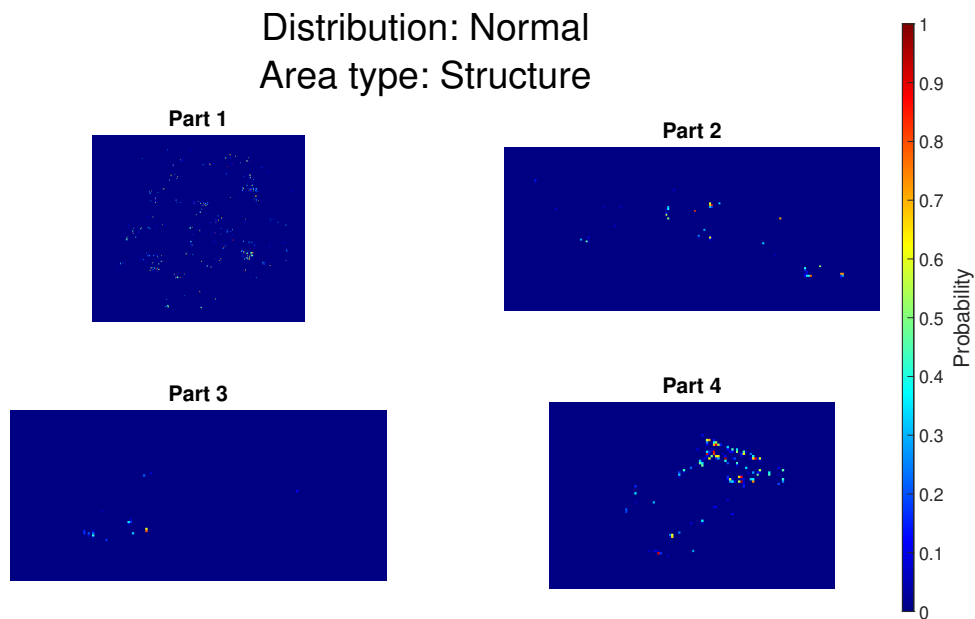 Distribution: Normal
Area type: Structure
Part 1
Part 2
Part 3
Part 4
1
0.9
0.8
0.7
0.6
0.5
0.4
0.3
0.2
0.1
0
Probability